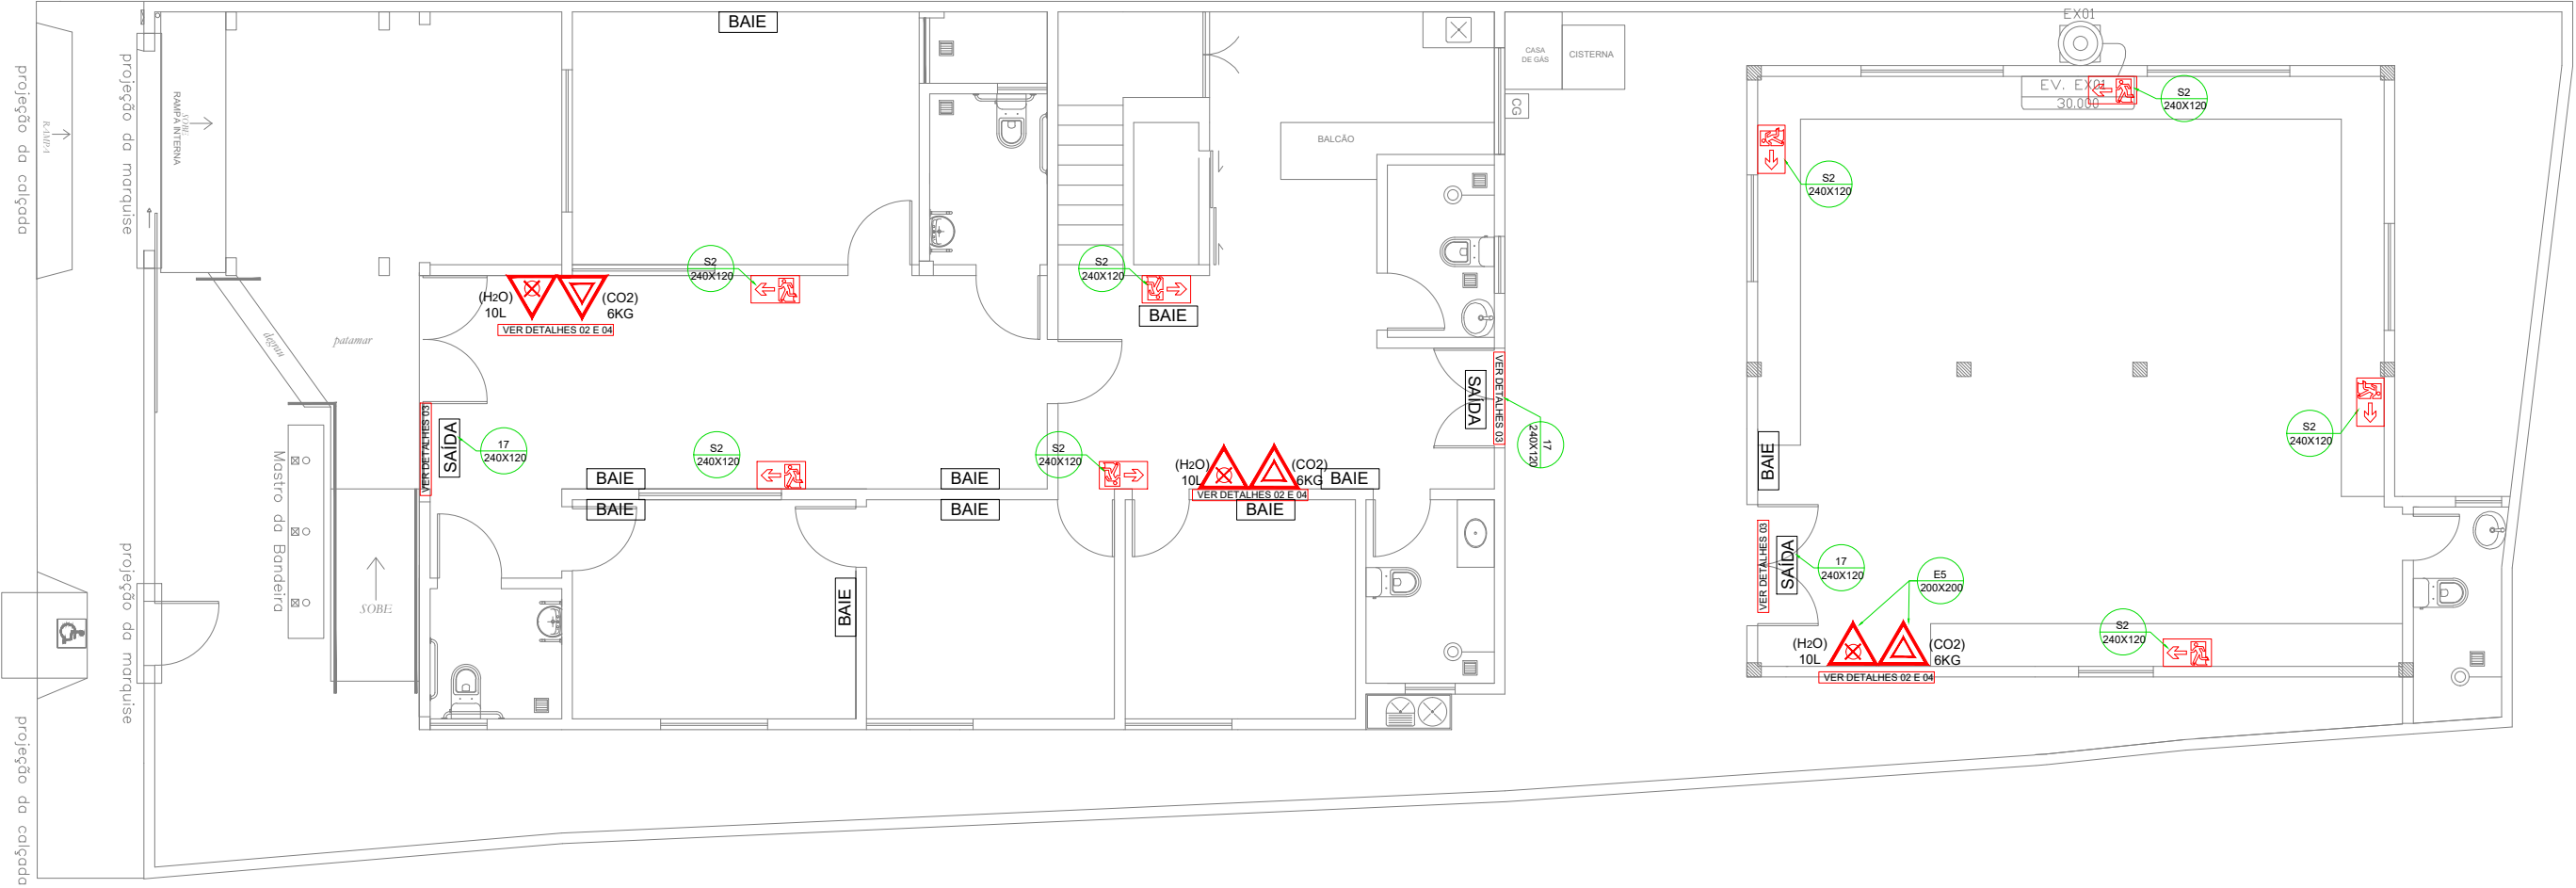 BAIE
EX01
CASA
DE GÁS
CISTERNA
projeção da calçada
RAMPA
projeção da marquise
SOBE
RAMPA INTERNA
CG
EV. EX01
30.000
S2
240X120
BALCÃO
S2
240X120
S2
240X120
S2
240X120
(H2O)
10L
(CO2)
6KG
VER DETALHES 02 E 04
BAIE
degrau
patamar
VER DETALHES 03
SAÍDA
17
240X120
VER DETALHES 03
SAÍDA
17
240X120
S2
240X120
S2
240X120
S2
240X120
BAIE
BAIE
(H2O)
10L
(CO2)
6KG
VER DETALHES 02 E 04
BAIE
BAIE
BAIE
BAIE
BAIE
BAIE
Mastro da Bandeira
SOBE
projeção da marquise
VER DETALHES 03
SAÍDA
17
240X120
E5
200X200
(H2O)
10L
(CO2)
6KG
VER DETALHES 02 E 04
S2
240X120
projeção da calçada